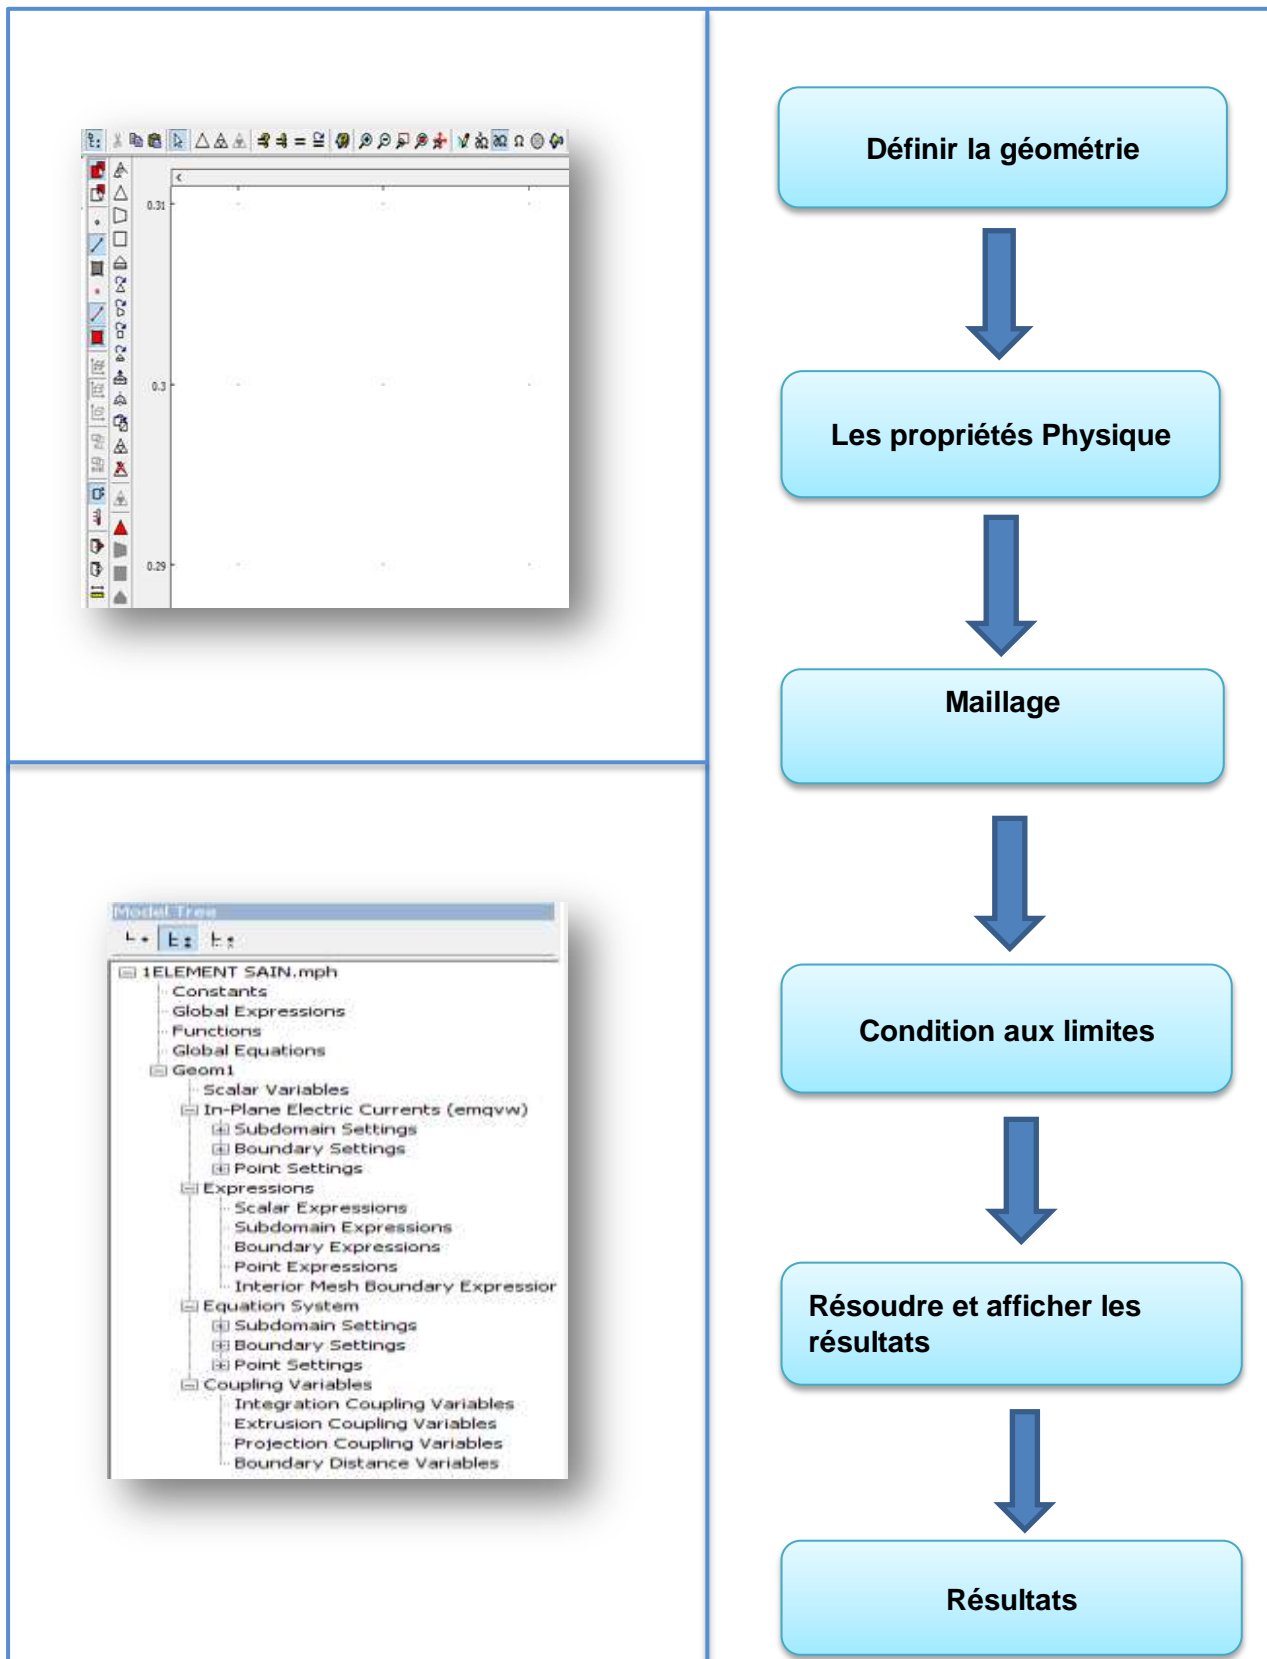 0.31
0.3
0.29
Model Tree
1ELEMENT SAIN.mph
Constants
Global Expressions
Functions
Global Equations
Geom1
Scalar Variables
In-Plane Electric Currents (emqvw)
Subdomain Settings
Boundary Settings
Point Settings
Expressions
Scalar Expressions
Subdomain Expressions
Boundary Expressions
Point Expressions
Interior Mesh Boundary Expression
Equation System
Subdomain Settings
Boundary Settings
Point Settings
Coupling Variables
Integration Coupling Variables
Extrusion Coupling Variables
Projection Coupling Variables
Boundary Distance Variables
Définir la géométrie
Les propriétés Physique
Maillage
Condition aux limites
Résoudre et afficher les
résultats
Résultats